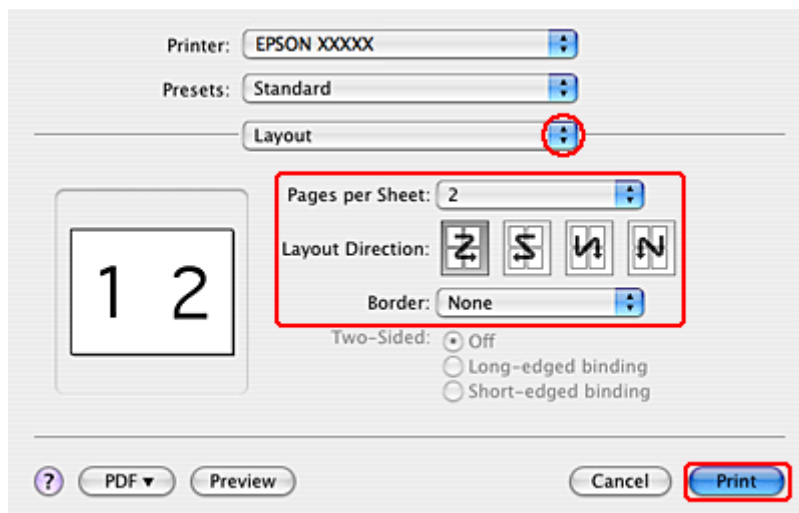 Printer: EPSON XXXXX
Presets: Standard
Layout
Pages per Sheet: 2
Layout Direction:
Border: None
Two-Sided: Off
Long-edged binding
Short-edged binding
1 2
? PDF▼ Preview Cancel Print